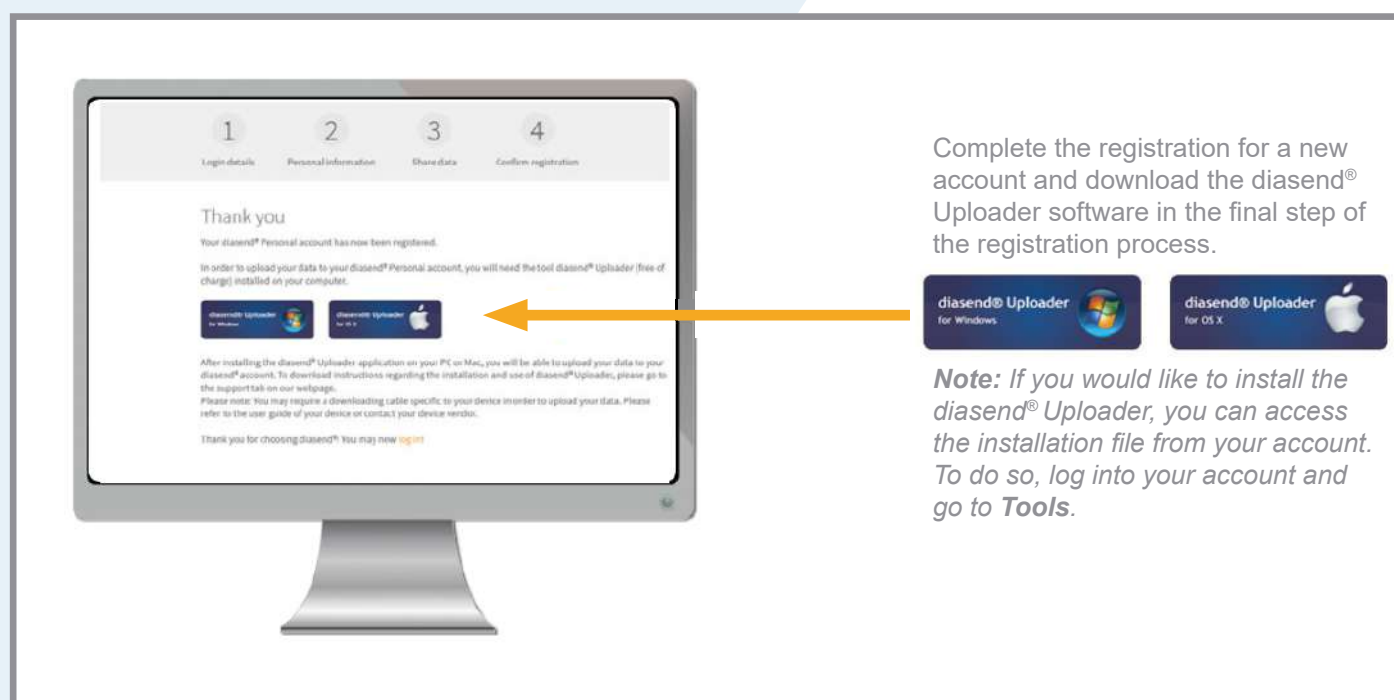 1
2
3
4
Login details
Personal information
Share data
Confirm registration
Thank you
Your diasend® Personal account has now been registered.
In order to upload your data to your diasend® Personal account, you will need the tool diasend® Uploader (free of
charge) installed on your computer.
diasend® Uploader
for Windows
diasend® Uploader
for OS X
After installing the diasend® Uploader application on your PC or Mac, you will be able to upload your data to your
diasend® account. To download instructions regarding the installation and use of diasend® Uploader, please go to
the support tab on our webpage.
Please note: You may require a downloading cable specific to your device in order to upload your data. Please
refer to the user guide of your device or contact your device vendor.
Thank you for choosing diasend®. You may now log in!
Complete the registration for a new
account and download the diasend®
Uploader software in the final step of
the registration process.
diasend® Uploader
for Windows
diasend® Uploader
for OS X
Note: If you would like to install the
diasend® Uploader, you can access
the installation file from your account.
To do so, log into your account and
go to Tools.